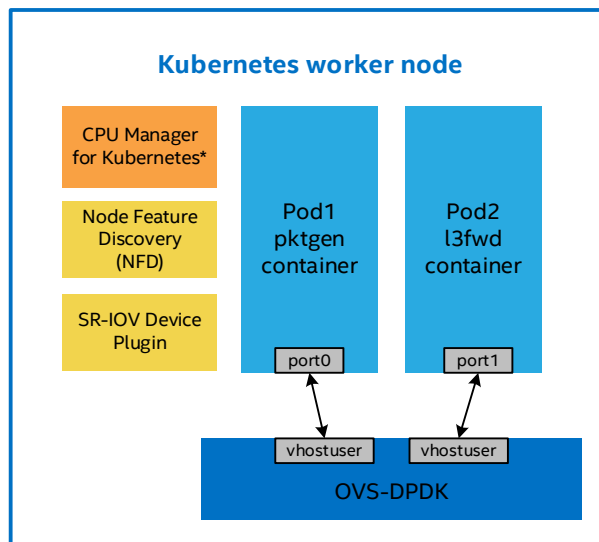 Kubernetes worker node
CPU Manager
for Kubernetes*
Node Feature
Discovery
(NFD)
SR-IOV Device
Plugin
Pod1
pktgen
container
port0
Pod2
l3fwd
container
port1
vhostuser
vhostuser
OVS-DPDK